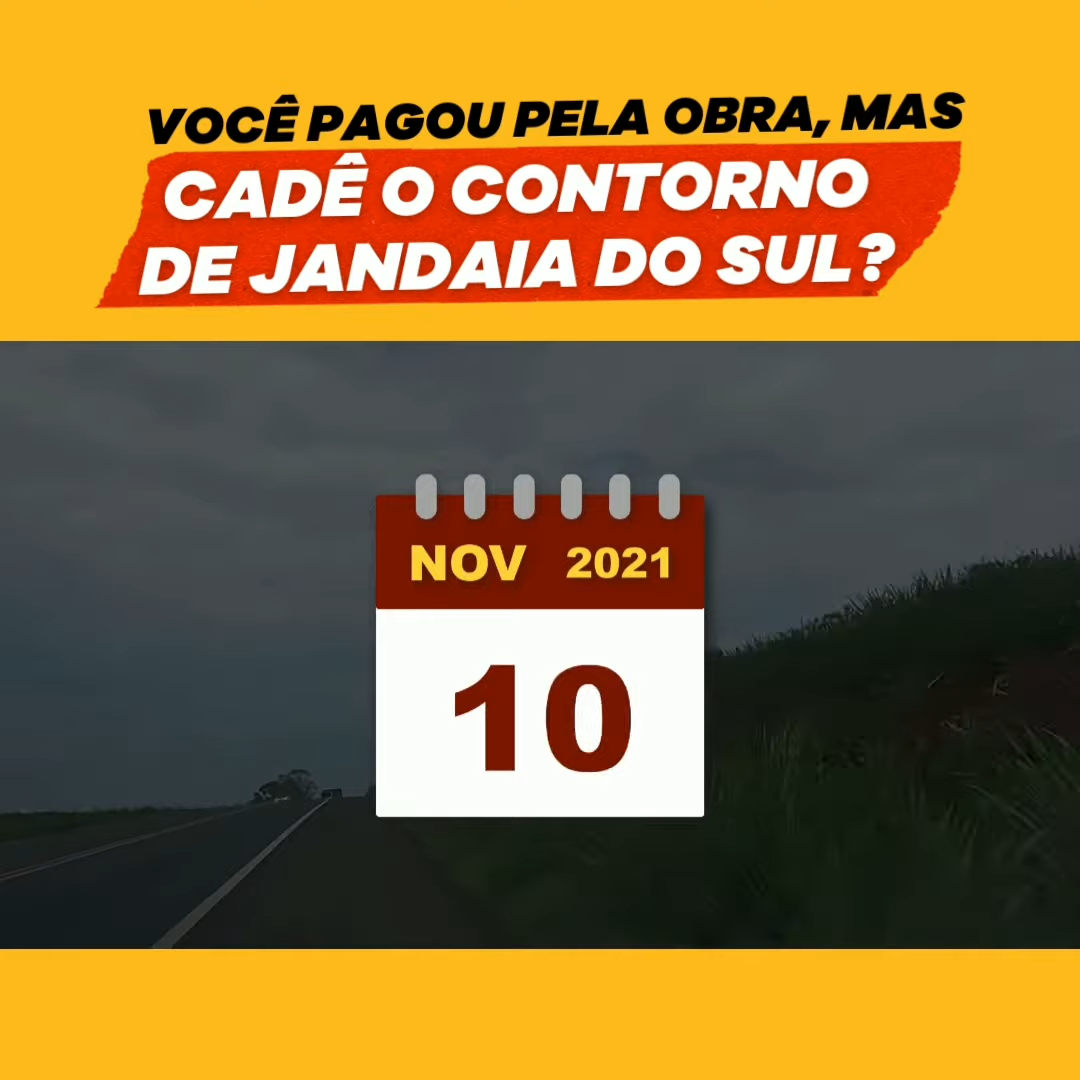 VOCÊ PAGOU PELA OBRA, MAS
CADÊ O CONTORNO
DE JANDAIA DO SUL?
NOV 2021
10